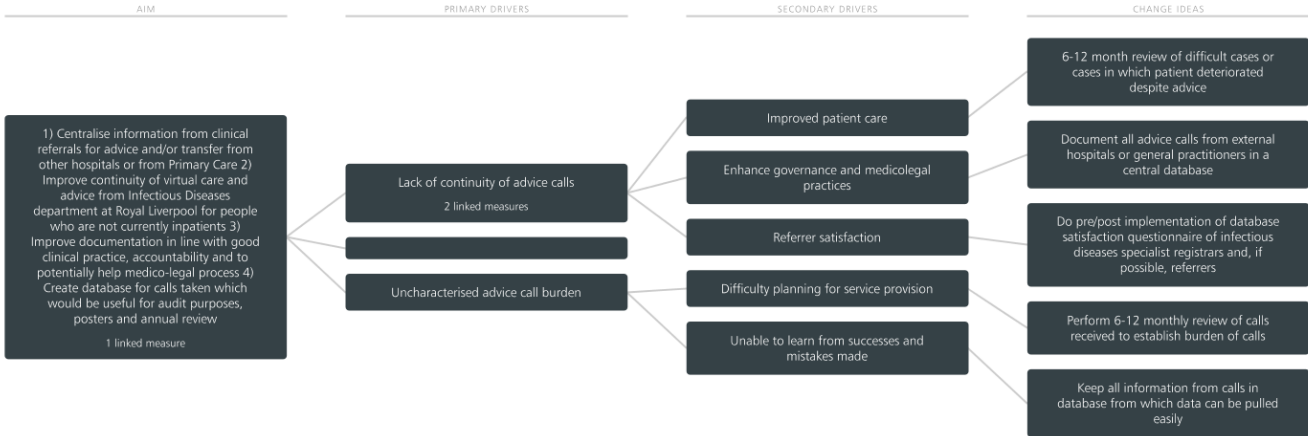 AIM
PRIMARY DRIVERS
SECONDARY DRIVERS
CHANGE IDEAS
1) Centralise information from clinical
referrals for advice and/or transfer from
other hospitals or from Primary Care 2)
Improve continuity of virtual care and
advice from Infectious Diseases
department at Royal Liverpool for people
who are not currently inpatients 3)
Improve documentation in line with good
clinical practice, accountability and to
potentially help medico-legal process 4)
Create database for calls taken which
would be useful for audit purposes,
posters and annual review
1 linked measure
Lack of continuity of advice calls
2 linked measures
Uncharacterised advice call burden
Improved patient care
Enhance governance and medicolegal
practices
Referrer satisfaction
Difficulty planning for service provision
Unable to learn from successes and
mistakes made
6-12 month review of difficult cases or
cases in which patient deteriorated
despite advice
Document all advice calls from external
hospitals or general practitioners in a
central database
Do pre/post implementation of database
satisfaction questionnaire of infectious
diseases specialist registrars and, if
possible, referrers
Perform 6-12 monthly review of calls
received to establish burden of calls
Keep all information from calls in
database from which data can be pulled
easily